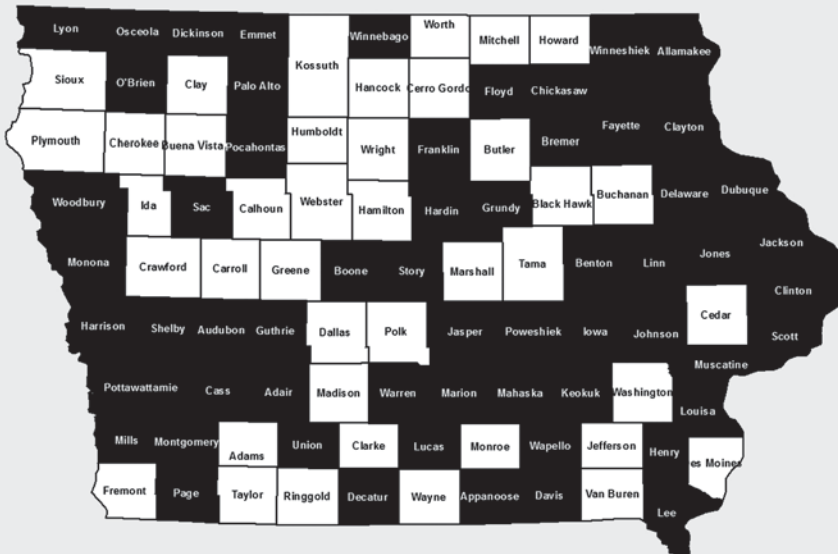 Lyon Osceola Dickinson Emmet Winnebago Worth Mitchell Howard Winneshiek Allamakee
Kossuth
Sioux O'Brien Clay Palo Alto Hancock Cerro Gordo Floyd Chickasaw
Plymouth Cherokee Buena Vista Pocahontas Humboldt Wright Franklin Butler Bremer Fayette Clayton
Woodbury Ida Sac Calhoun Webster Hamilton Hardin Grundy Black Hawk Buchanan Delaware Dubuque
Monona Crawford Carroll Greene Boone Story Marshall Tama Benton Linn Jones Jackson
Clinton
Harrison Shelby Audubon Guthrie Dallas Polk Jasper Poweshiek Iowa Johnson Cedar Scott
Muscatine
Pottawattamie Cass Adair Madison Warren Marion Mahaska Keokuk Washington Louisa
Mills Montgomery Adams Union Clarke Lucas Monroe Wapello Jefferson Henry es Moines
Fremont Page Taylor Ringgold Decatur Wayne Appanoose Davis Van Buren Lee